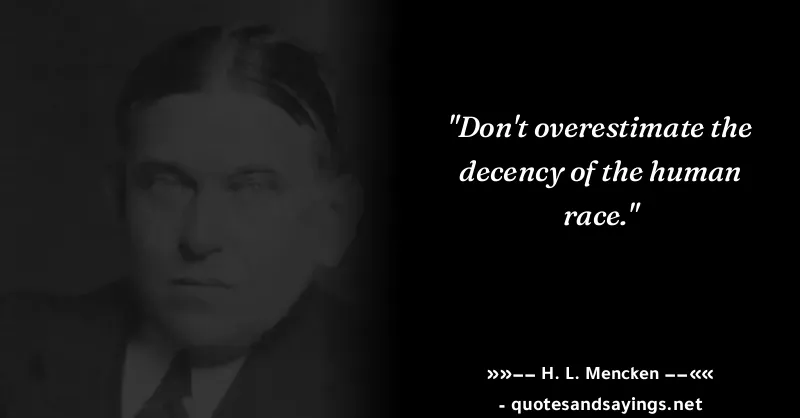 "Don't overestimate the
decency of the human
race."
»»−− H. L. Mencken −−««
- quotesandsayings.net